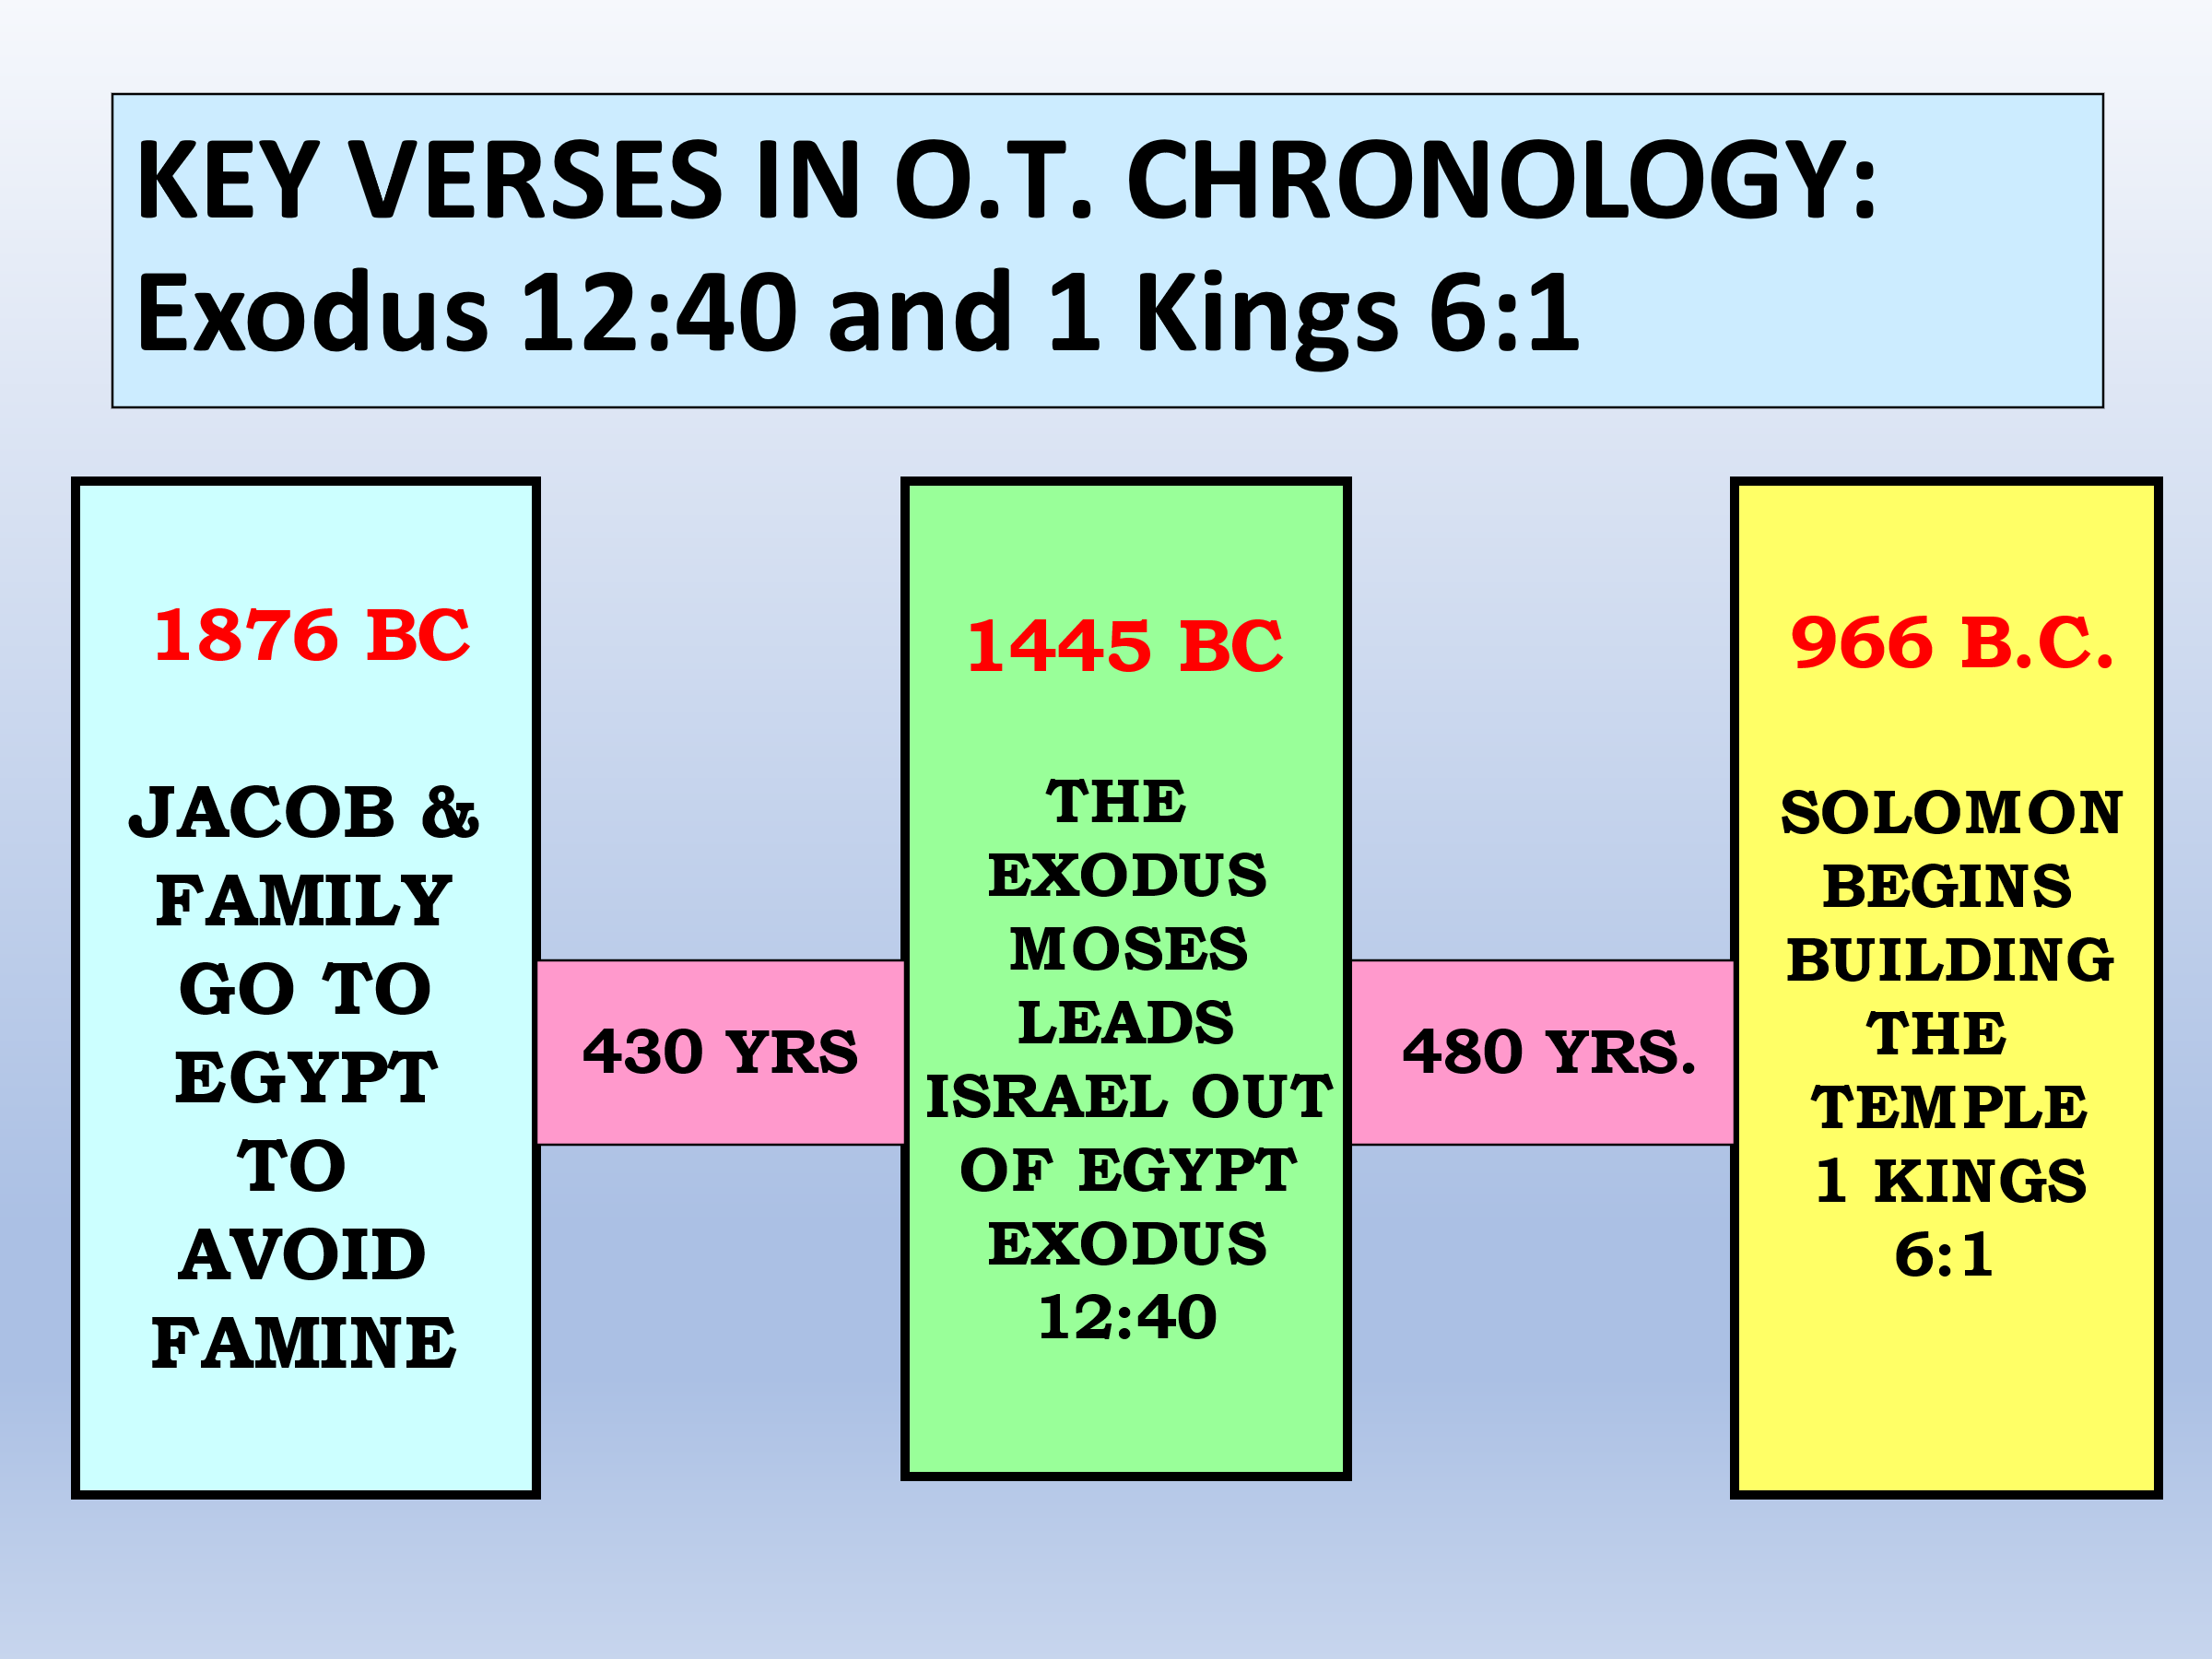 KEY VERSES IN O.T. CHRONOLOGY:
Exodus 12:40 and 1 Kings 6:1
1876 BC
JACOB &
FAMILY
GO TO
EGYPT
TO
AVOID
FAMINE
430 YRS
1445 BC
THE
EXODUS
MOSES
LEADS
ISRAEL OUT
OF EGYPT
EXODUS
12:40
480 YRS.
966 B.C.
SOLOMON
BEGINS
BUILDING
THE
TEMPLE
1 KINGS
6:1